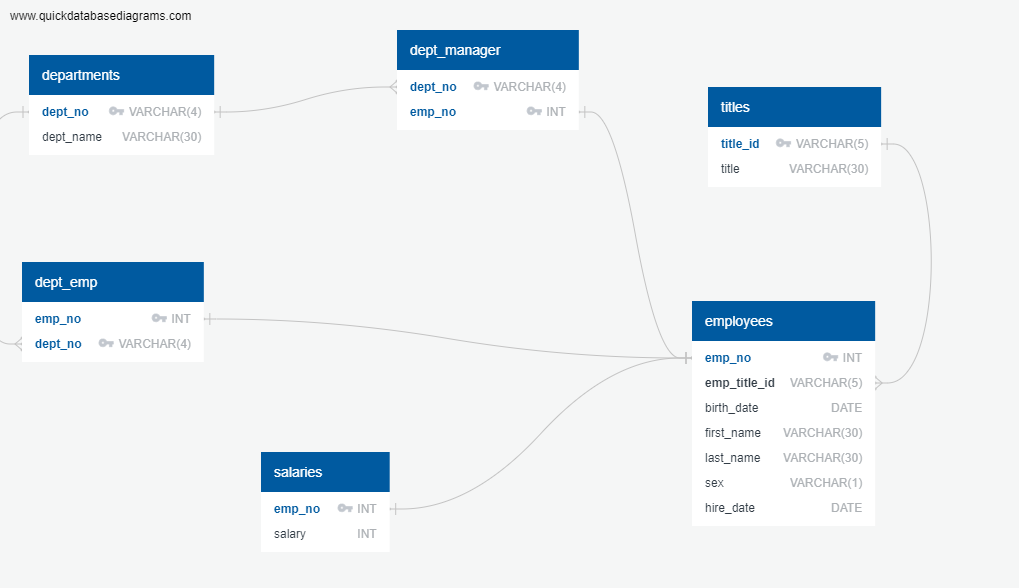 www.quickdatabasediagrams.com
departments
dept_no VARCHAR(4)
dept_name VARCHAR(30)
dept_manager
dept_no VARCHAR(4)
emp_no INT
titles
title_id VARCHAR(5)
title VARCHAR(30)
dept_emp
emp_no INT
dept_no VARCHAR(4)
employees
emp_no INT
emp_title_id VARCHAR(5)
birth_date DATE
first_name VARCHAR(30)
last_name VARCHAR(30)
sex VARCHAR(1)
hire_date DATE
salaries
emp_no INT
salary INT